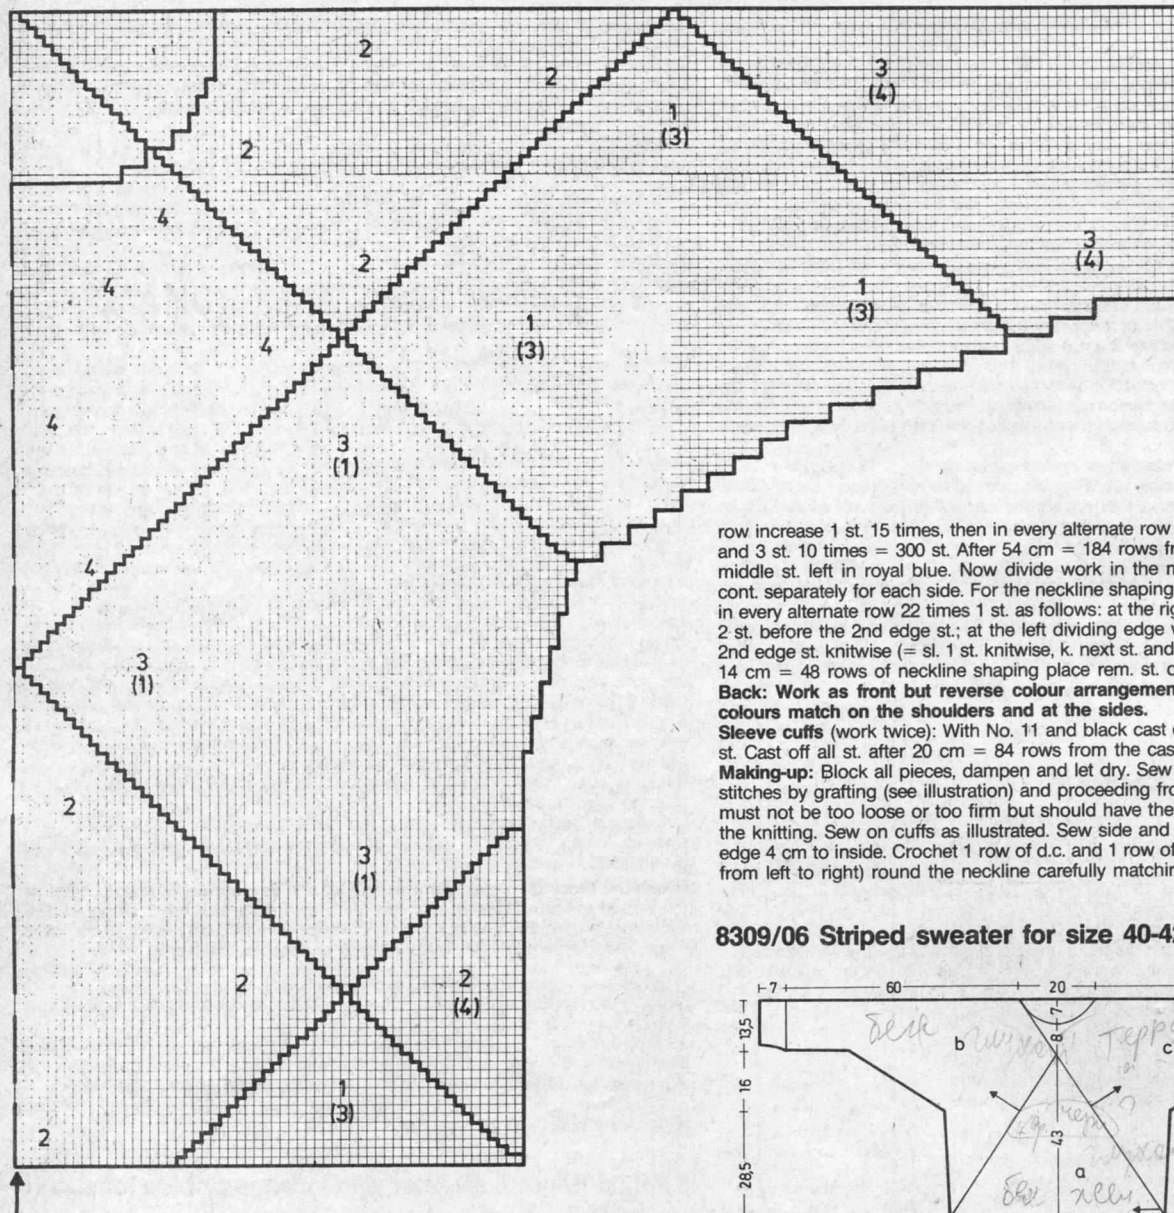 2
2
3
(4)
1
(3)
2
4
3
(4)
2
4
1
(3)
1
(3)
4
4
3
(1)
4
3
(1)
2
3
(1)
2
2
(4)
1
(3)
2
row increase 1 st. 15 times, then in every alternate row
and 3 st. 10 times = 300 st. After 54 cm = 184 rows
middle st. left in royal blue. Now divide work in the
cont. separately for each side. For the neckline shaping
in every alternate row 22 times 1 st. as follows: at the
2 st. before the 2nd edge st.; at the left dividing edge
2nd edge st. knitwise (= sl. 1 st. knitwise, k. next st. and
14 cm = 48 rows of neckline shaping place rem. st.
Back: Work as front but reverse colour
colours match on the shoulders and at the sides.
Sleeve cuffs (work twice): With No. 11 and black cast
st. Cast off all st. after 20 cm = 84 rows from the
Making-up: Block all pieces, dampen and let dry. Sew
stitches by grafting (see illustration) and proceeding
must not be too loose or too firm but should have the
the knitting. Sew on cuffs as illustrated. Sew side and
edge 4 cm to inside. Crochet 1 row of d.c. and 1 row of
from left to right) round the neckline carefully
8309/06 Striped sweater for size
7 60 20
13,5
7
8
b
c
16
43
a
28,5